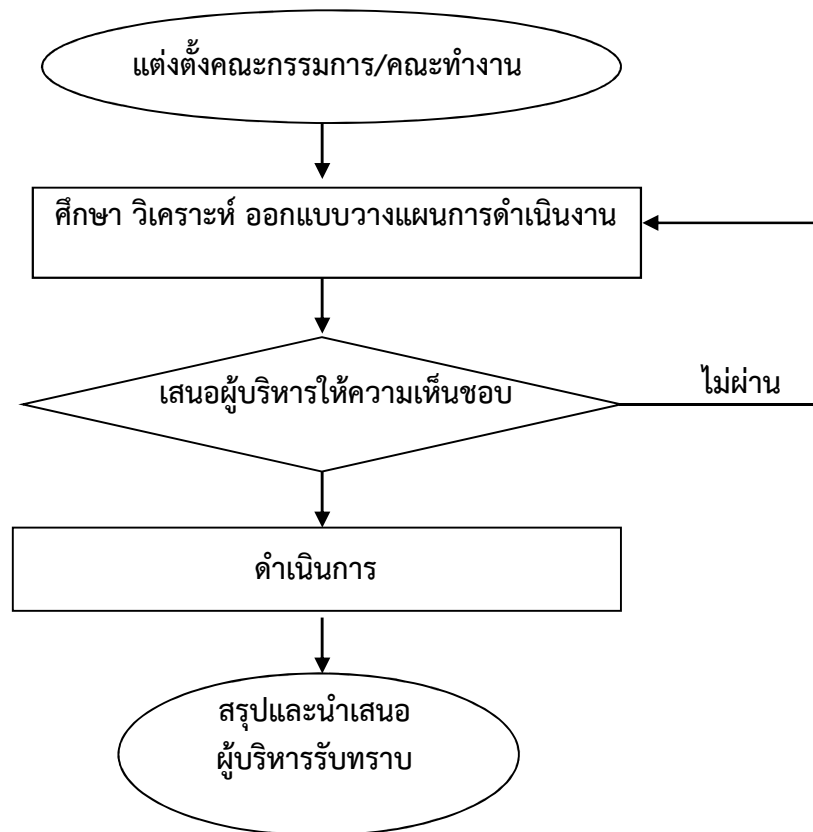 แต่งตั้งคณะกรรมการ/คณะทำงาน
ศึกษา วิเคราะห์ ออกแบบวางแผนการดำเนินงาน
เสนอผู้บริหารให้ความเห็นชอบ
ไม่ผ่าน
ดำเนินการ
สรุปและนำเสนอ
ผู้บริหารรับทราบ